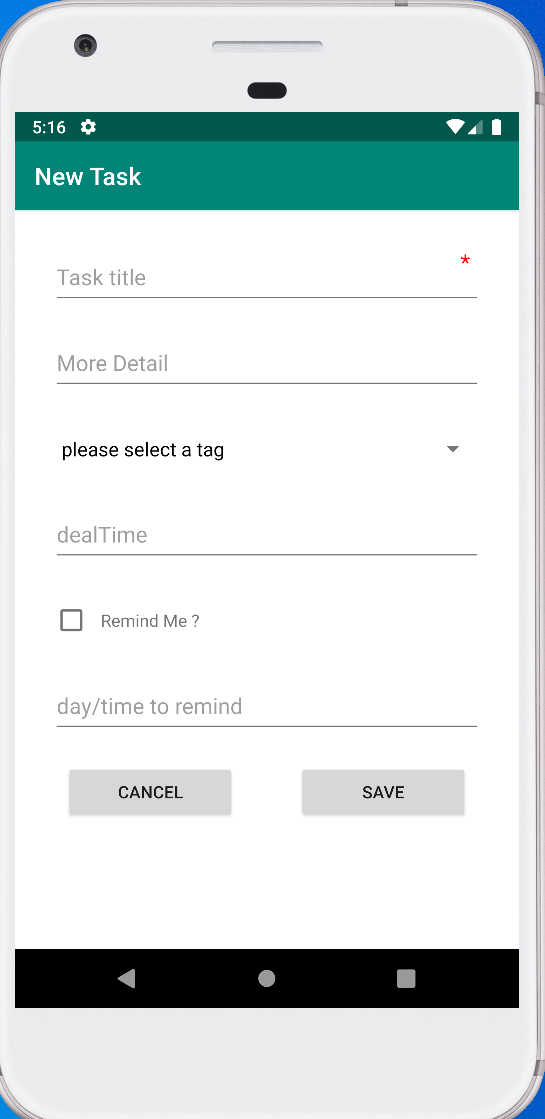 5:16
New Task
Task title *
More Detail
please select a tag
dealTime
Remind Me ?
day/time to remind
CANCEL SAVE